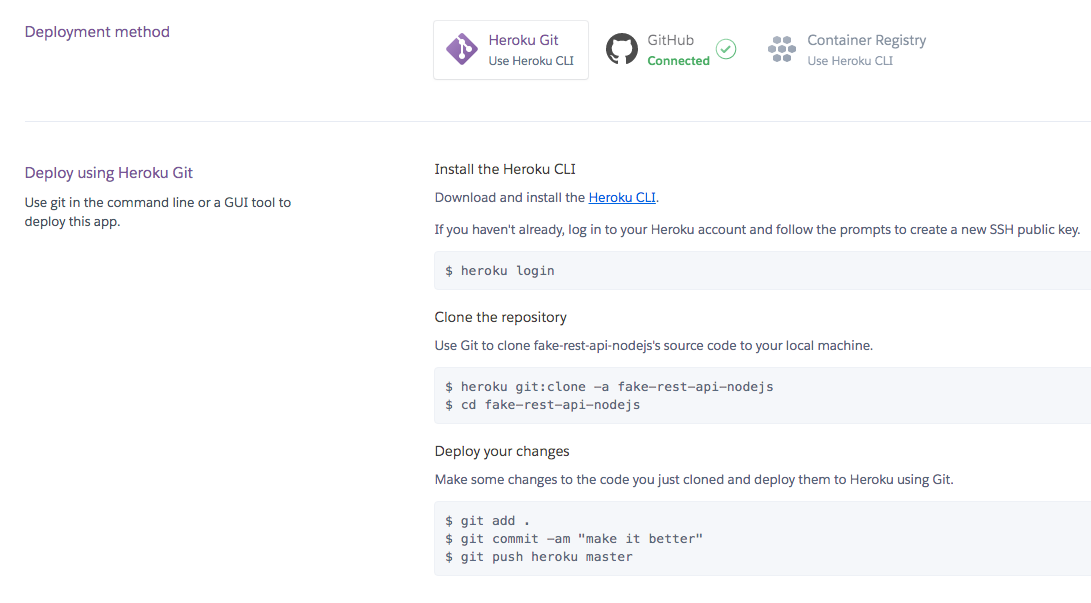 Deployment method
Heroku Git
Use Heroku CLI
GitHub
Connected
Container Registry
Use Heroku CLI
Deploy using Heroku Git
Use git in the command line or a GUI tool to
deploy this app.
Install the Heroku CLI
Download and install the Heroku CLI.
If you haven't already, log in to your Heroku account and follow the prompts to create a new SSH public key.
$ heroku login
Clone the repository
Use Git to clone fake-rest-api-nodejs's source code to your local machine.
$ heroku git:clone -a fake-rest-api-nodejs
$ cd fake-rest-api-nodejs
Deploy your changes
Make some changes to the code you just cloned and deploy them to Heroku using Git.
$ git add .
$ git commit -am "make it better"
$ git push heroku master